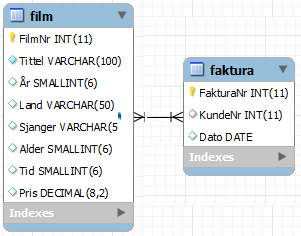 film
FilmNr INT(11)
Tittel VARCHAR(100)
År SMALLINT(6)
Land VARCHAR(50)
Sjanger VARCHAR(5
Alder SMALLINT(6)
Tid SMALLINT(6)
Pris DECIMAL(8,2)
Indexes
faktura
FakturaNr INT(11)
KundeNr INT(11)
Dato DATE
Indexes